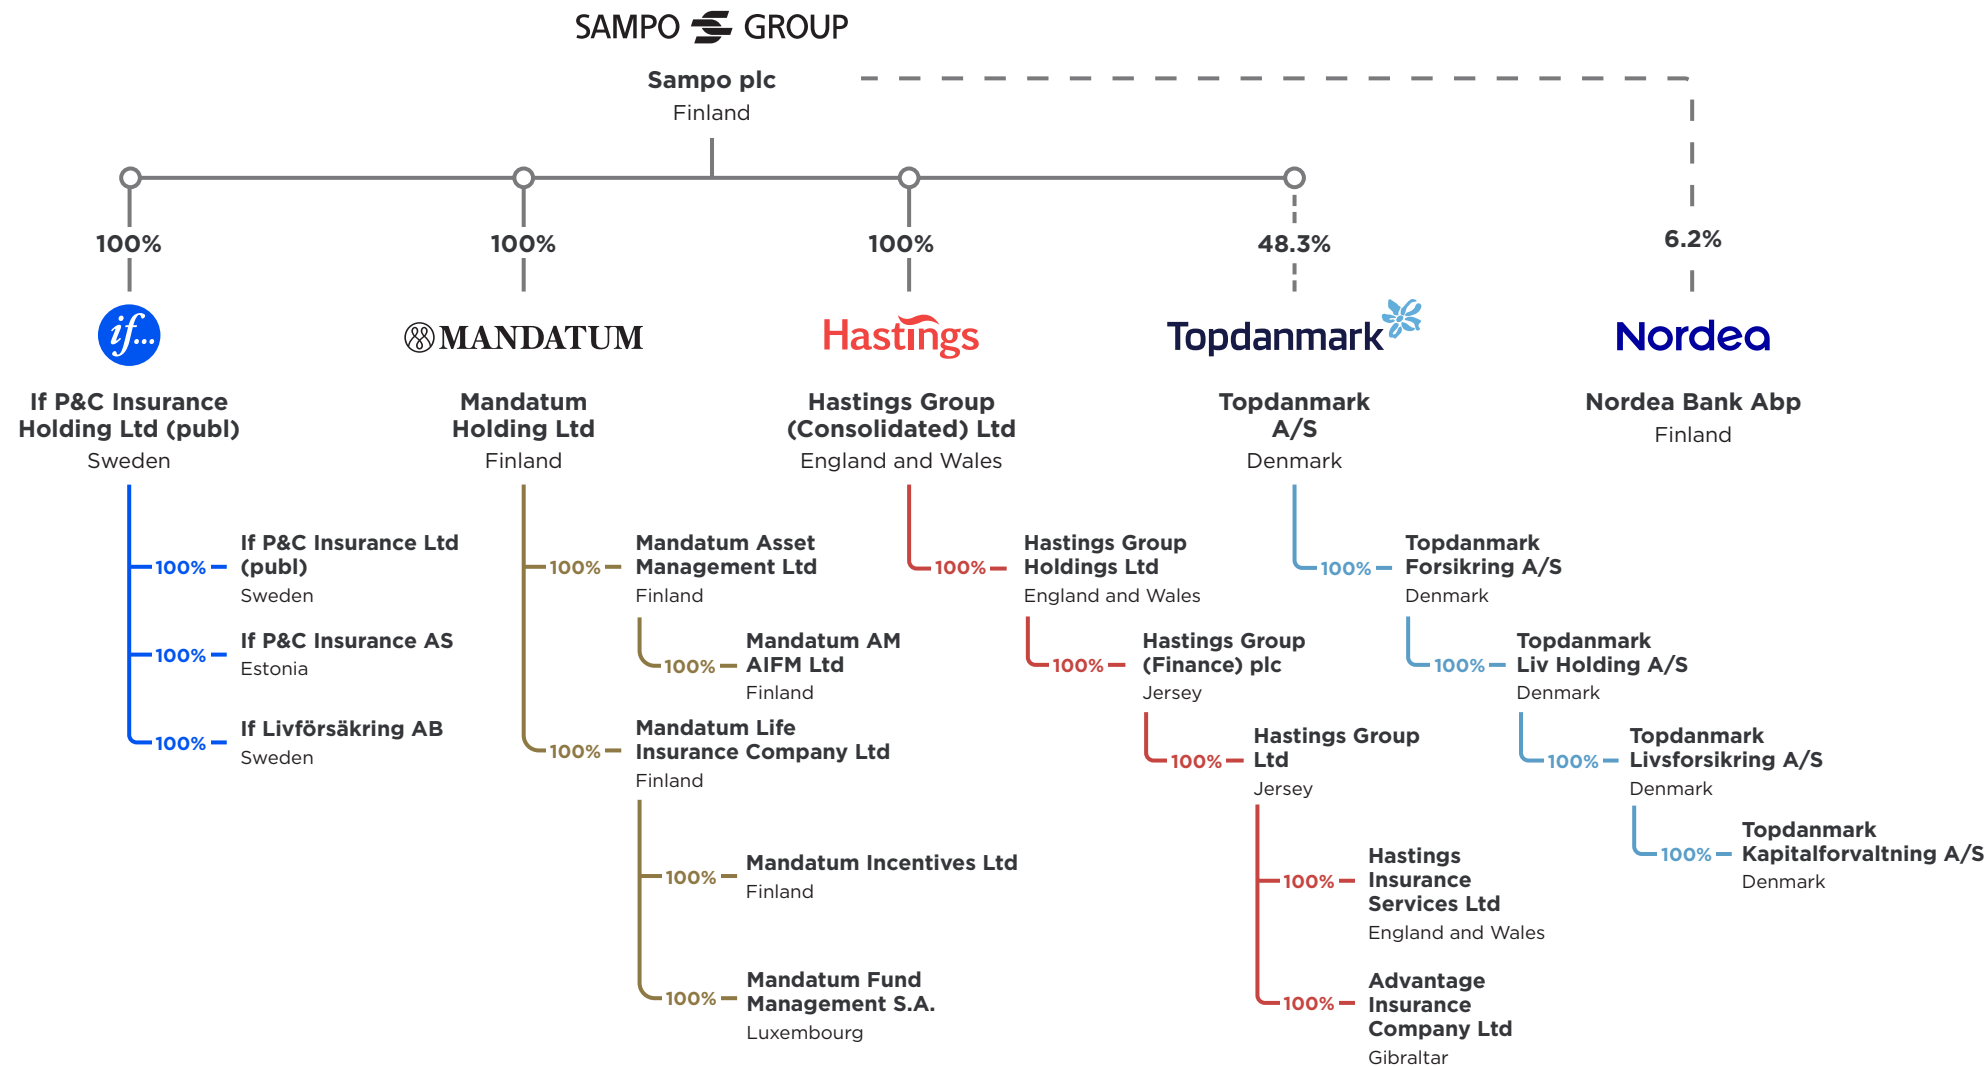 SAMPO GROUP
Sampo plc
Finland
100%
100%
100%
48.3%
6.2%
if...
MANDATUM
Hastings
Topdanmark
Nordea
If P&C Insurance
Holding Ltd (publ)
Sweden
100%
If P&C Insurance Ltd
(publ)
Sweden
100%
If P&C Insurance AS
Estonia
100%
If Livförsäkring AB
Sweden
Mandatum
Holding Ltd
Finland
100%
Mandatum Asset
Management Ltd
Finland
100%
Mandatum AM
AIFM Ltd
Finland
100%
Mandatum Life
Insurance Company Ltd
Finland
100%
Mandatum Incentives Ltd
Finland
100%
Mandatum Fund
Management S.A.
Luxembourg
Hastings Group
(Consolidated) Ltd
England and Wales
100%
Hastings Group
Holdings Ltd
England and Wales
100%
Hastings Group
(Finance) plc
Jersey
100%
Hastings Group
Ltd
Jersey
100%
Hastings
Insurance
Services Ltd
England and Wales
100%
Advantage
Insurance
Company Ltd
Gibraltar
Topdanmark
A/S
Denmark
100%
Topdanmark
Forsikring A/S
Denmark
100%
Topdanmark
Liv Holding A/S
Denmark
100%
Topdanmark
Livsforsikring A/S
Denmark
100%
Topdanmark
Kapitalforvaltning A/S
Denmark
Nordea Bank Abp
Finland